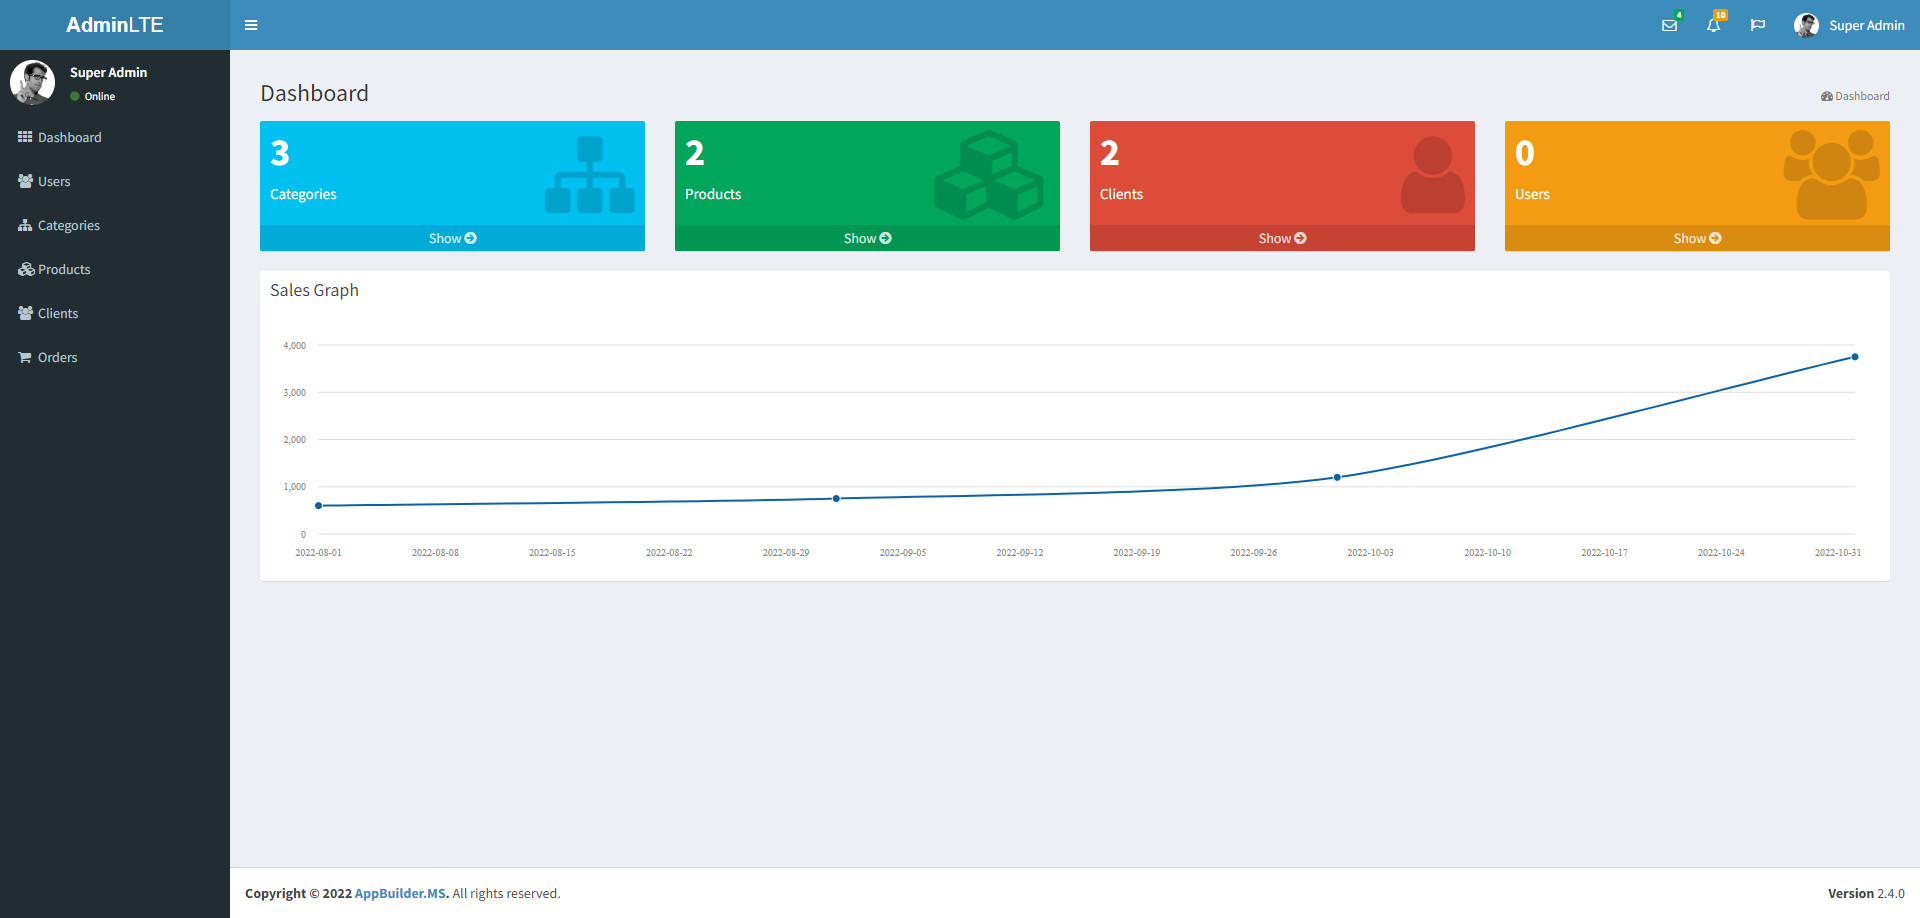 AdminLTE
4
10
Super Admin
Super Admin
Online
Dashboard
Users
Categories
Products
Clients
Orders
Dashboard
Dashboard
3
Categories
Show
2
Products
Show
2
Clients
Show
0
Users
Show
Sales Graph
4,000
3,000
2,000
1,000
0
2022-08-01 2022-08-08 2022-08-15 2022-08-22 2022-08-29 2022-09-05 2022-09-12 2022-09-19 2022-09-26 2022-10-03 2022-10-10 2022-10-17 2022-10-24 2022-10-31
Copyright © 2022 AppBuilder.MS. All rights reserved.
Version 2.4.0